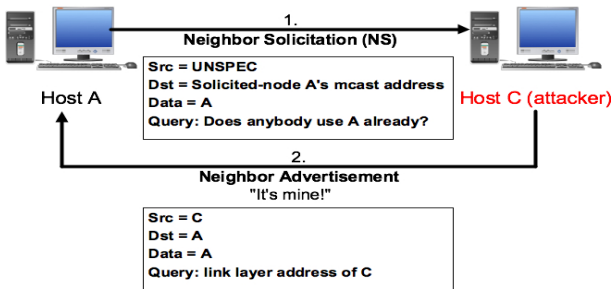 1.
Neighbor Solicitation (NS)
Src = UNSPEC
Dst = Solicited-node A's mcast address
Data = A
Query: Does anybody use A already?
Host A
Host C (attacker)
2.
Neighbor Advertisement
"It's mine!"
Src = C
Dst = A
Data = A
Query: link layer address of C